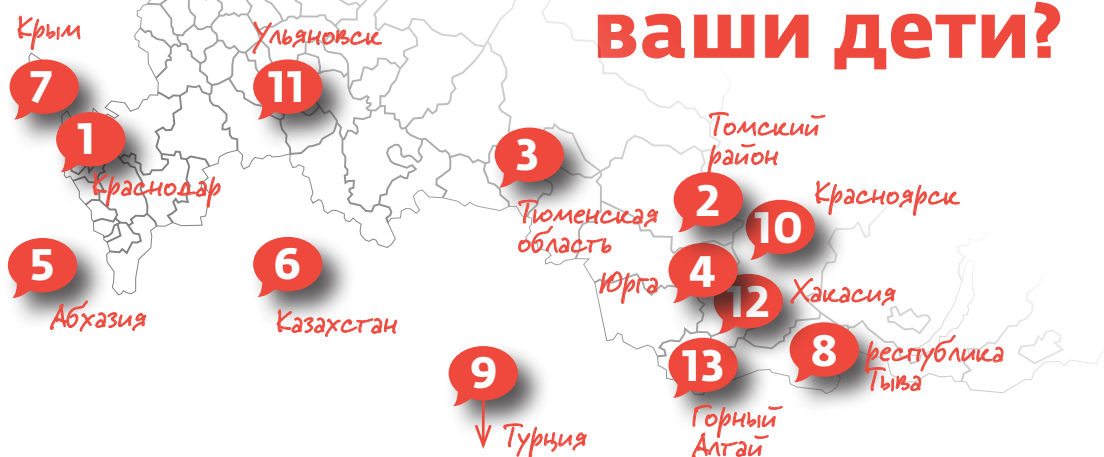 ваши дети?
Крым
7
1
Краснодар
Ульяновск
11
3
Тюменская
область
Томский
район
2
Красноярск
10
5
Абхазия
6
Казахстан
Юрга
4
12
Хакасия
8
республика
Тыва
13
Горный
Алтай
9
Турция